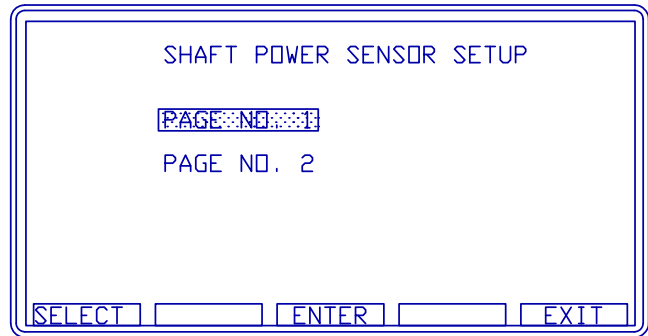 SHAFT POWER SENSOR SETUP
PAGE NO. 1
PAGE NO. 2
SELECT ENTER EXIT